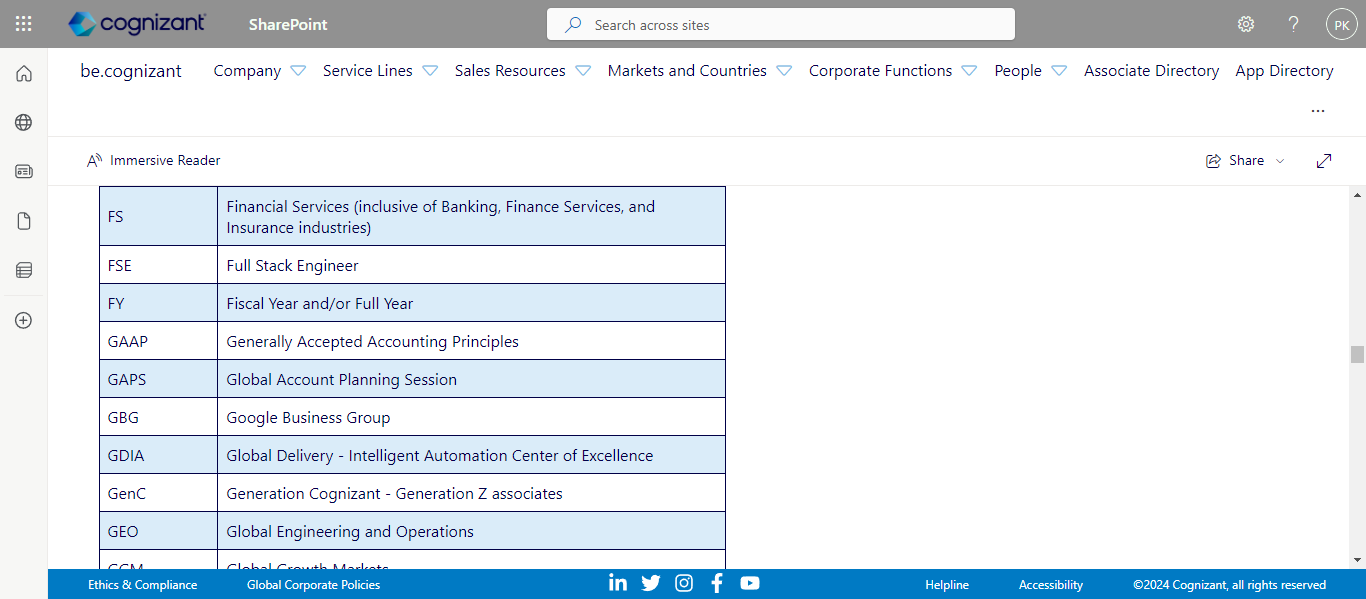 cognizant
SharePoint
Search across sites
?
PK
be.cognizant
Company
Service Lines
Sales Resources
Markets and Countries
Corporate Functions
People
Associate Directory
App Directory
...
Immersive Reader
Share
FS
Financial Services (inclusive of Banking, Finance Services, and
Insurance industries)
FSE
Full Stack Engineer
FY
Fiscal Year and/or Full Year
GAAP
Generally Accepted Accounting Principles
GAPS
Global Account Planning Session
GBG
Google Business Group
GDIA
Global Delivery - Intelligent Automation Center of Excellence
GenC
Generation Cognizant - Generation Z associates
GEO
Global Engineering and Operations
GGM
Global Growth Markets
Ethics & Compliance
Global Corporate Policies
Helpline
Accessibility
©2024 Cognizant, all rights reserved